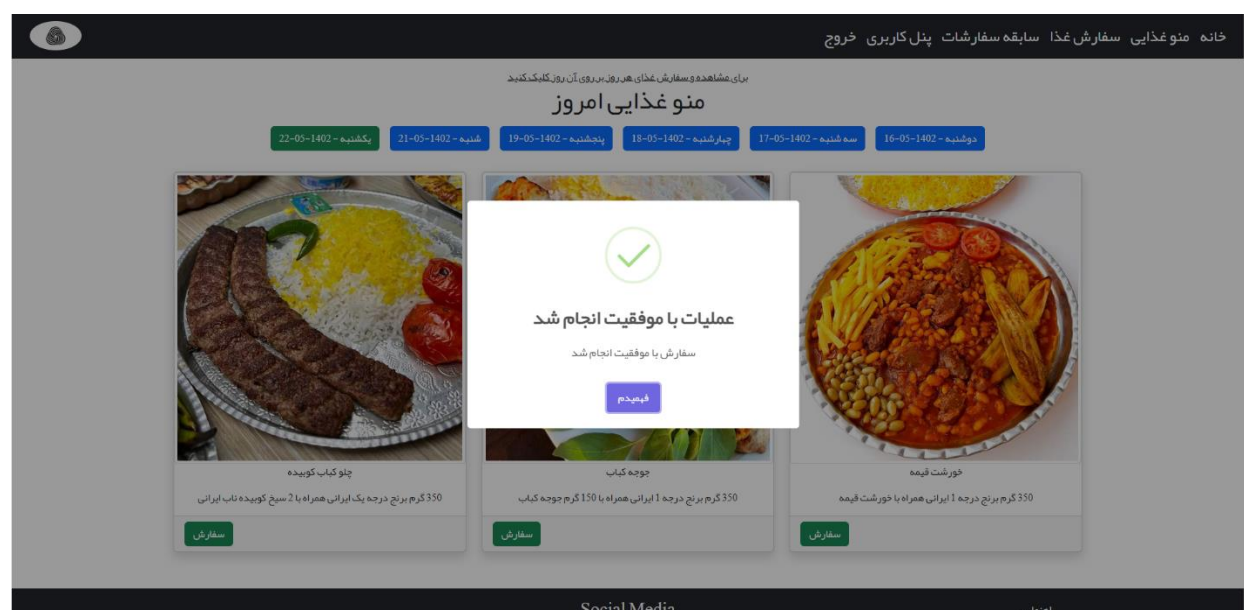 خانه منو غذایی سفارش غذا سابقه سفارشات پنل کاربری خروج
برای مشاهده و سفارش غذای هر روز بر روی آن روز کلیک کنید
منو غذایی امروز
دوشنبه - 1402-05-16
سه شنبه - 1402-05-17
چهارشنبه - 1402-05-18
پنجشنبه - 1402-05-19
شنبه - 1402-05-21
یکشنبه - 1402-05-22
عملیات با موفقیت انجام شد
سفارش با موفقیت انجام شد
فهمیدم
خورشت قیمه
350 گرم برنج درجه 1 ایرانی همراه با خورشت قیمه
سفارش
جوجه کباب
350 گرم برنج درجه 1 ایرانی همراه با 150 گرم جوجه کباب
سفارش
چلو کباب کوبیده
350 گرم برنج درجه یک ایرانی همراه با 2 سیخ کوبیده ناب ایرانی
سفارش
Social Media